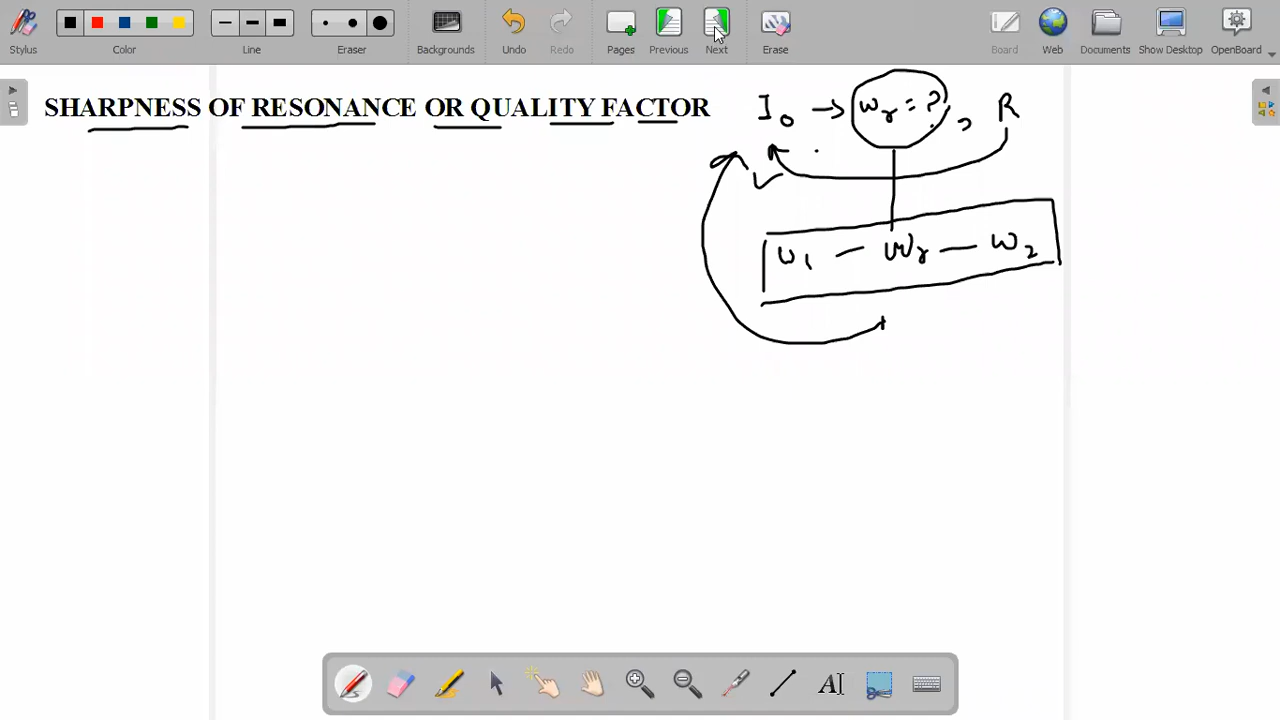 Stylus Color Line Eraser Backgrounds Undo Redo Pages Previous Next Erase Board Web Documents Show Desktop OpenBoard
SHARPNESS OF RESONANCE OR QUALITY FACTOR
I₀ → ωᵣ = ? , R
ω₁ — ωᵣ — ω₂